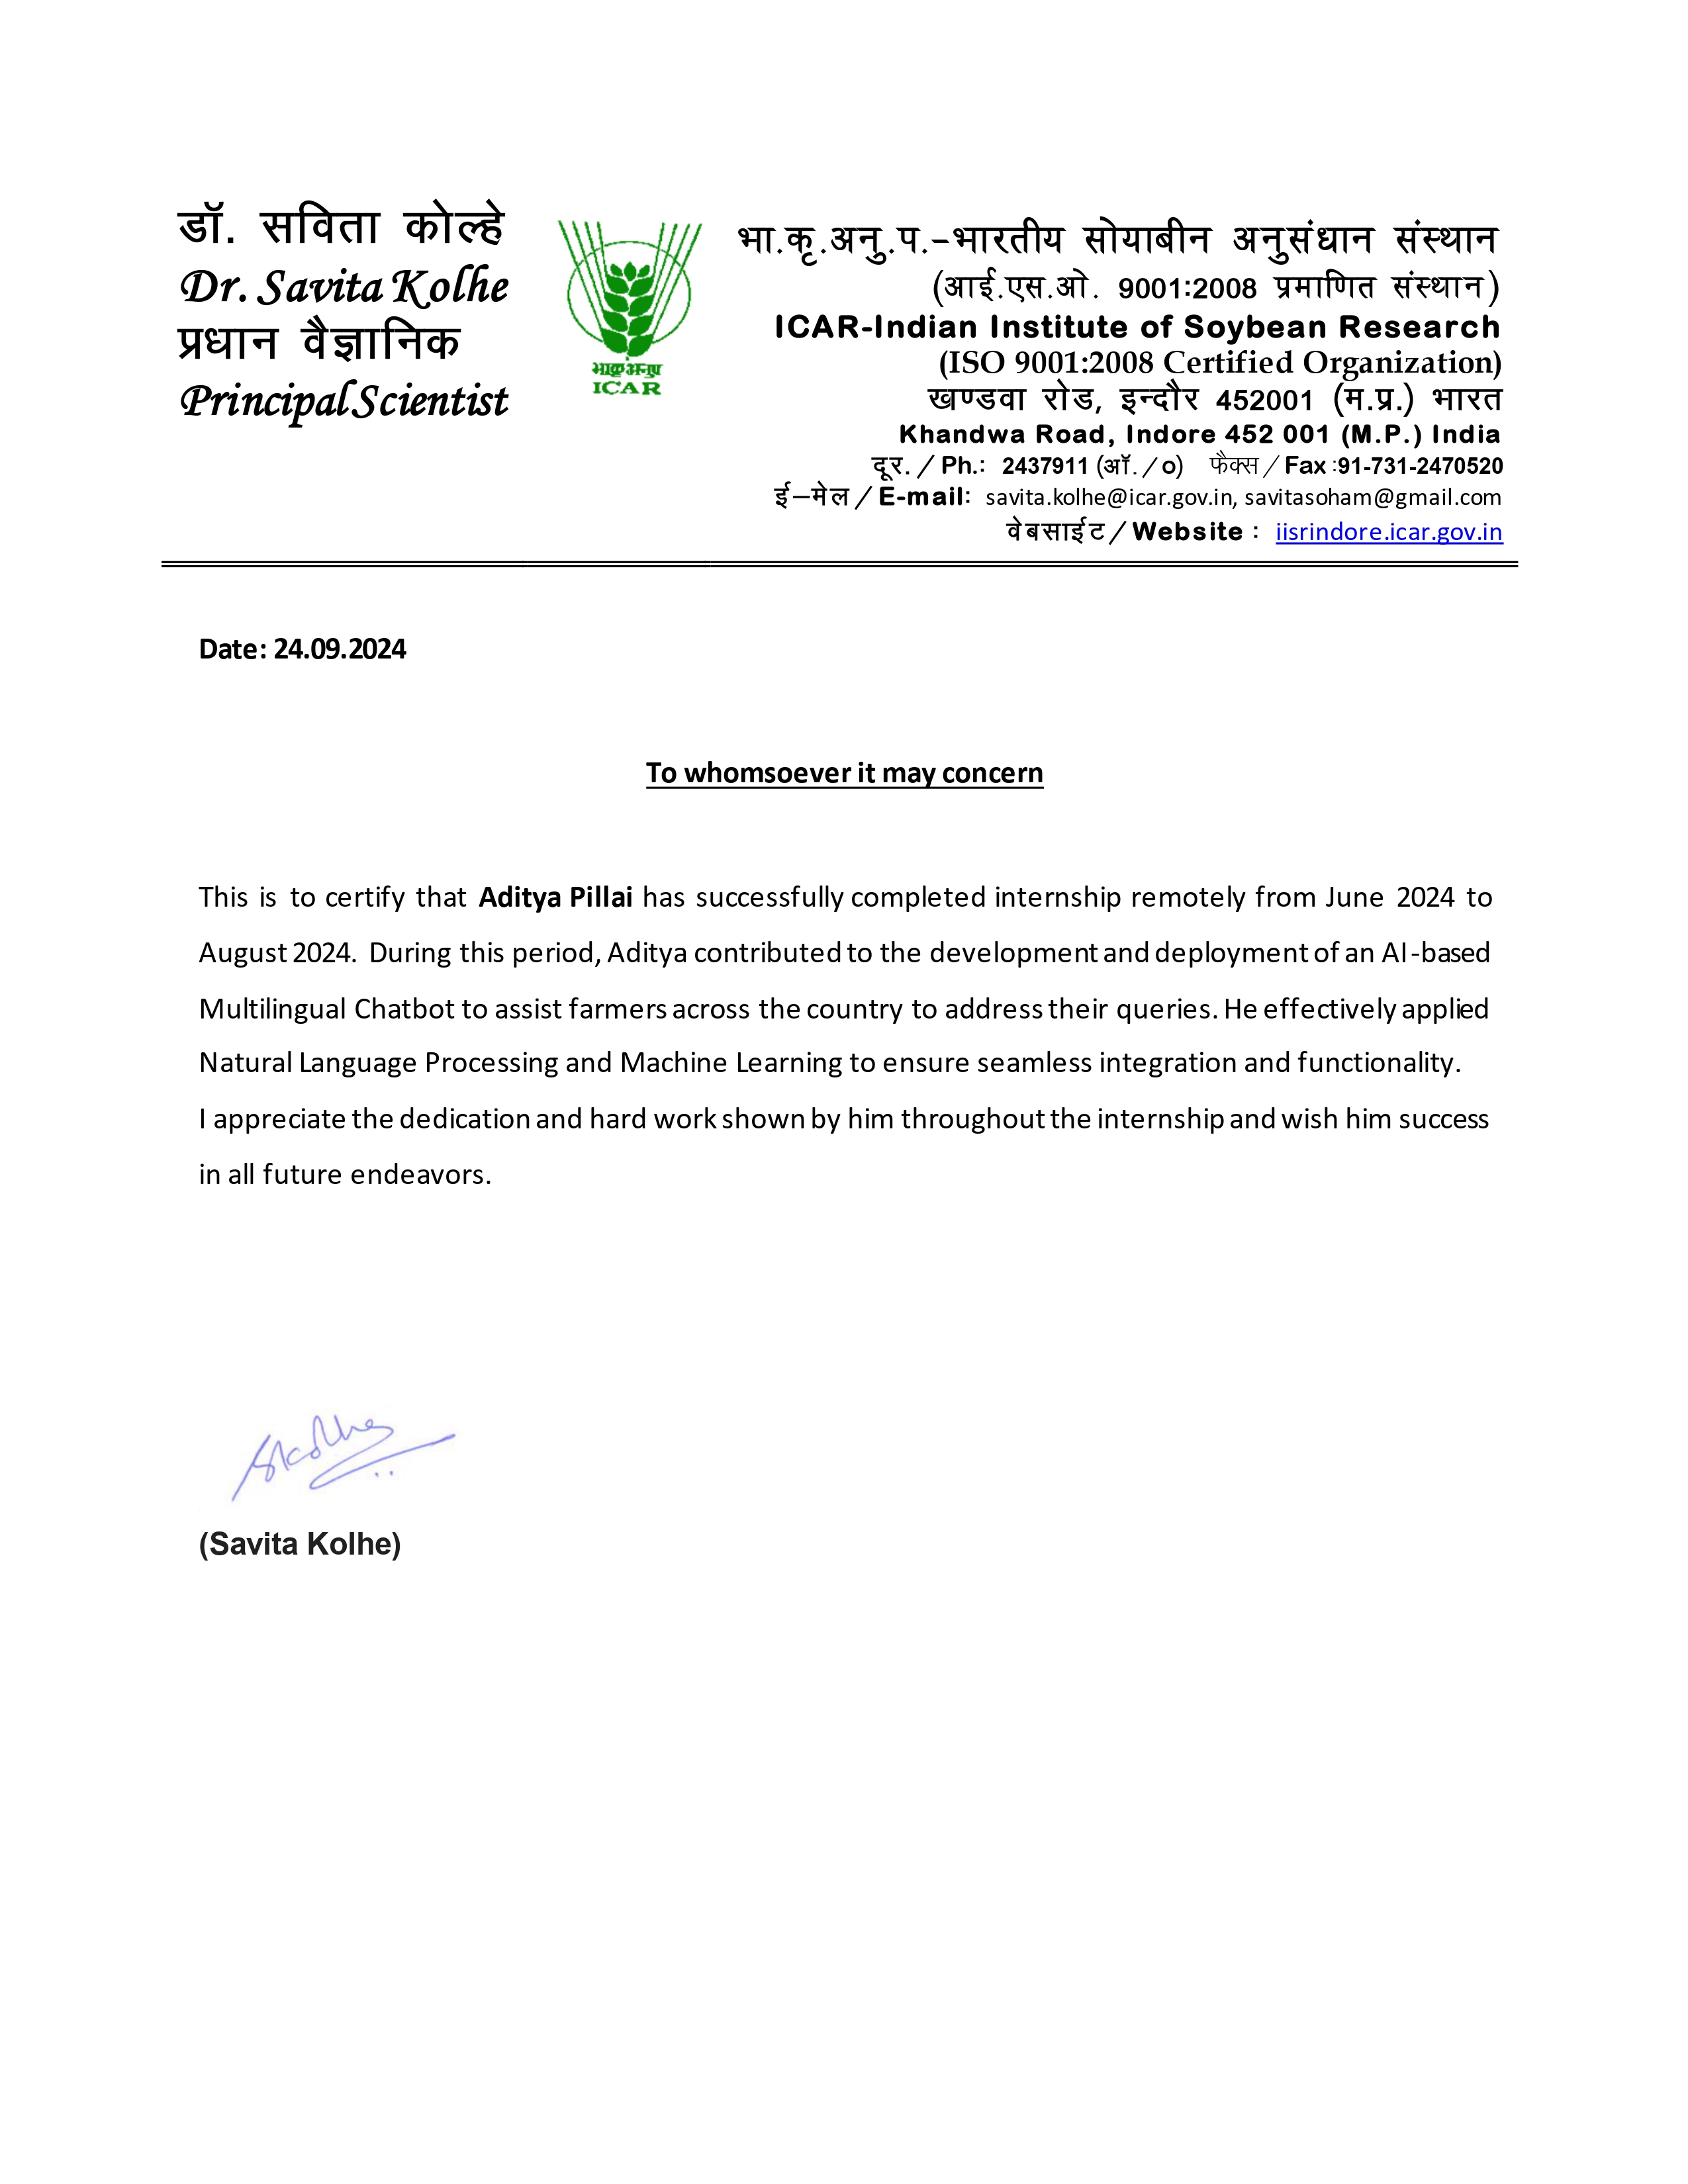 डॉ. सविता कोल्हे
Dr. Savita Kolhe
प्रधान वैज्ञानिक
Principal Scientist
भाकृअनुप
ICAR
भा.कृ.अनु.प.–भारतीय सोयाबीन अनुसंधान संस्थान
(आई.एस.ओ. 9001:2008 प्रमाणित संस्थान)
ICAR-Indian Institute of Soybean Research
(ISO 9001:2008 Certified Organization)
खण्डवा रोड, इन्दौर 452001 (म.प्र.) भारत
Khandwa Road, Indore 452 001 (M.P.) India
दूर. / Ph.: 2437911 (ऑ. / o) फैक्स / Fax :91-731-2470520
ई–मेल / E-mail: savita.kolhe@icar.gov.in, savitasoham@gmail.com
वेबसाईट / Website : iisrindore.icar.gov.in
Date: 24.09.2024
To whomsoever it may concern
This is to certify that Aditya Pillai has successfully completed internship remotely from June 2024 to
August 2024. During this period, Aditya contributed to the development and deployment of an AI-based
Multilingual Chatbot to assist farmers across the country to address their queries. He effectively applied
Natural Language Processing and Machine Learning to ensure seamless integration and functionality.
I appreciate the dedication and hard work shown by him throughout the internship and wish him success
in all future endeavors.
Skolhe
(Savita Kolhe)